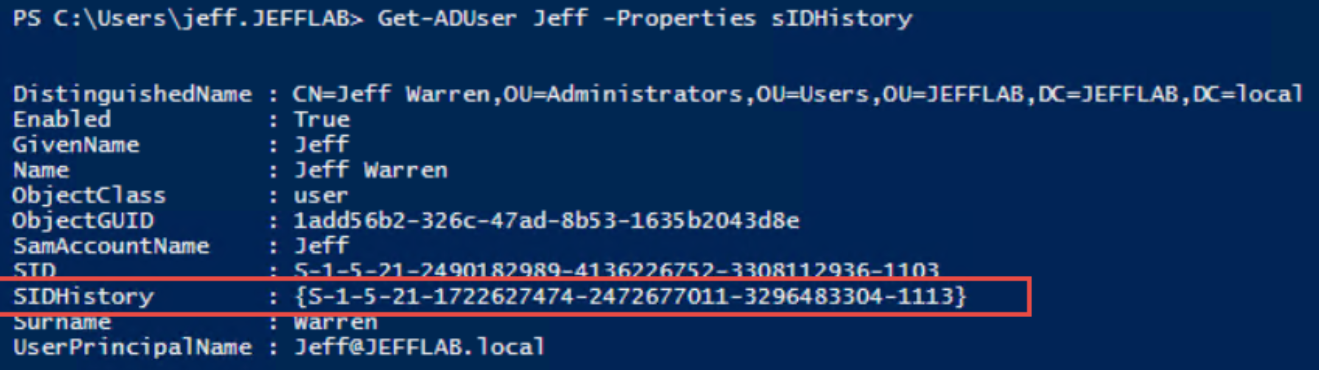 PS C:\Users\jeff.JEFFLAB> Get-ADUser Jeff -Properties sIDHistory
DistinguishedName : CN=Jeff Warren,OU=Administrators,OU=Users,OU=JEFFLAB,DC=JEFFLAB,DC=local
Enabled : True
GivenName : Jeff
Name : Jeff Warren
ObjectClass : user
ObjectGUID : 1add56b2-326c-47ad-8b53-1635b2043d8e
SamAccountName : Jeff
SID : S-1-5-21-2490182989-4136226752-3308112936-1103
SIDHistory : {S-1-5-21-1722627474-2472677011-3296483304-1113}
Surname : Warren
UserPrincipalName : Jeff@JEFFLAB.local